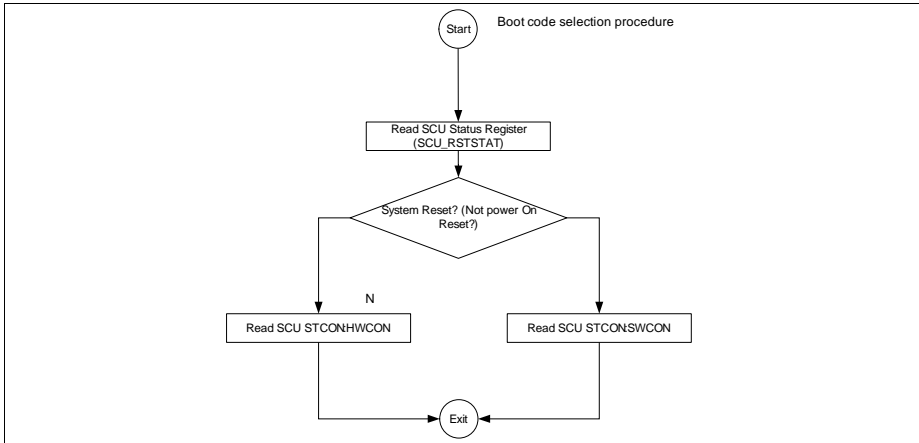 Start
Boot code selection procedure
Read SCU Status Register
(SCU_RSTSTAT)
System Reset? (Not power On
Reset?)
N
Read SCU STCON:HWCON
Read SCU STCON:SWCON
Exit